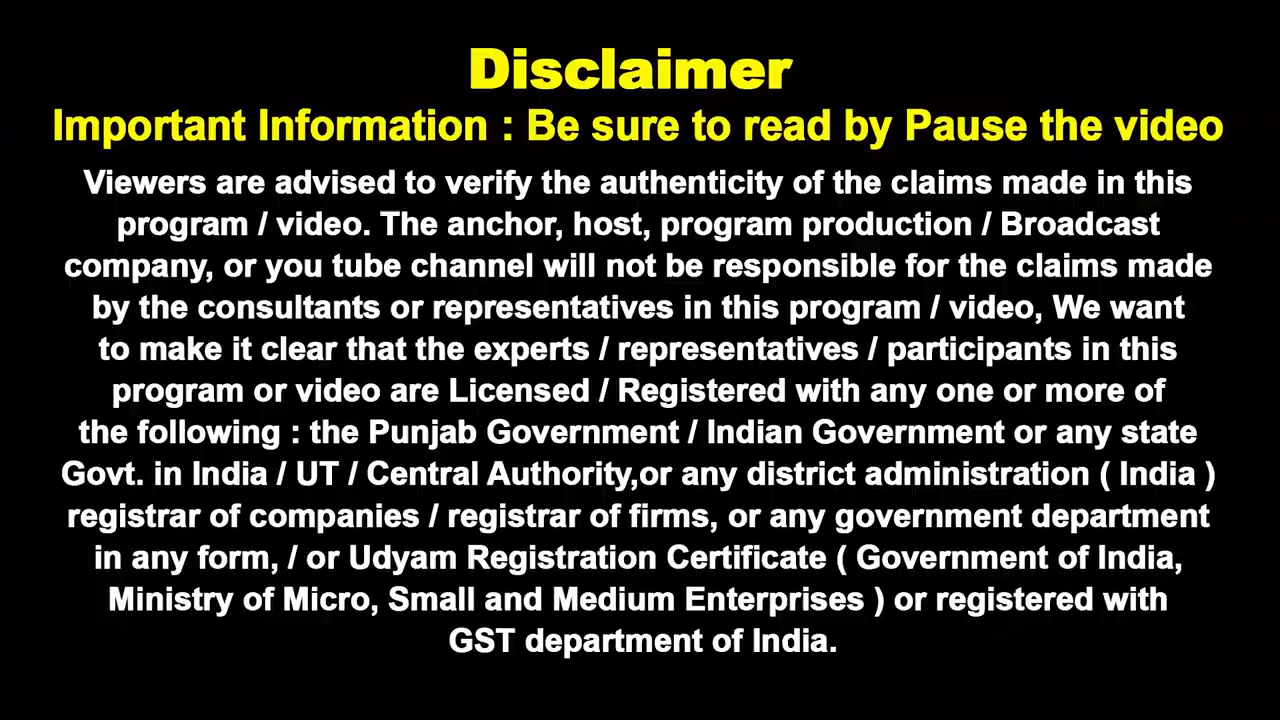 Disclaimer
Important Information : Be sure to read by Pause the video
Viewers are advised to verify the authenticity of the claims made in this
program / video. The anchor, host, program production / Broadcast
company, or you tube channel will not be responsible for the claims made
by the consultants or representatives in this program / video, We want
to make it clear that the experts / representatives / participants in this
program or video are Licensed / Registered with any one or more of
the following : the Punjab Government / Indian Government or any state
Govt. in India / UT / Central Authority,or any district administration ( India )
registrar of companies / registrar of firms, or any government department
in any form, / or Udyam Registration Certificate ( Government of India,
Ministry of Micro, Small and Medium Enterprises ) or registered with
GST department of India.